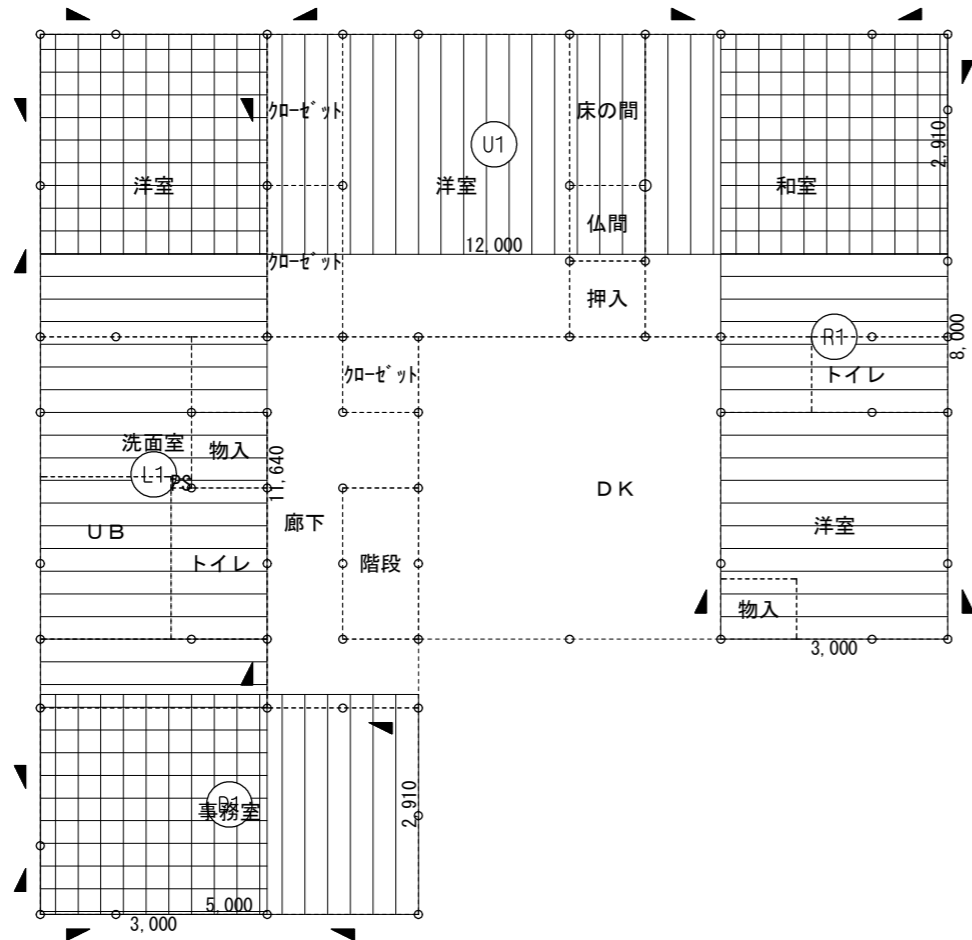 クローゼット
床の間
U1
2,910
洋室
洋室
和室
仏間
12,000
クローゼット
押入
R1
8,000
クローゼット
トイレ
洗面室
物入
L1
PS
11,640
DK
UB
廊下
洋室
トイレ
階段
物入
3,000
2,910
事務室
5,000
3,000